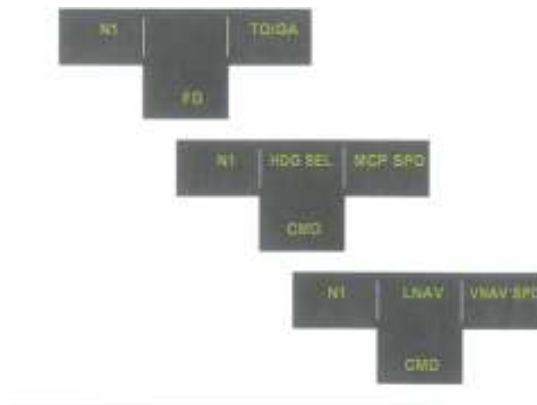 N1 TO/GA
FD
N1 HDG SEL MCP SPD
CMD
N1 LNAV VNAV SPD
CMD